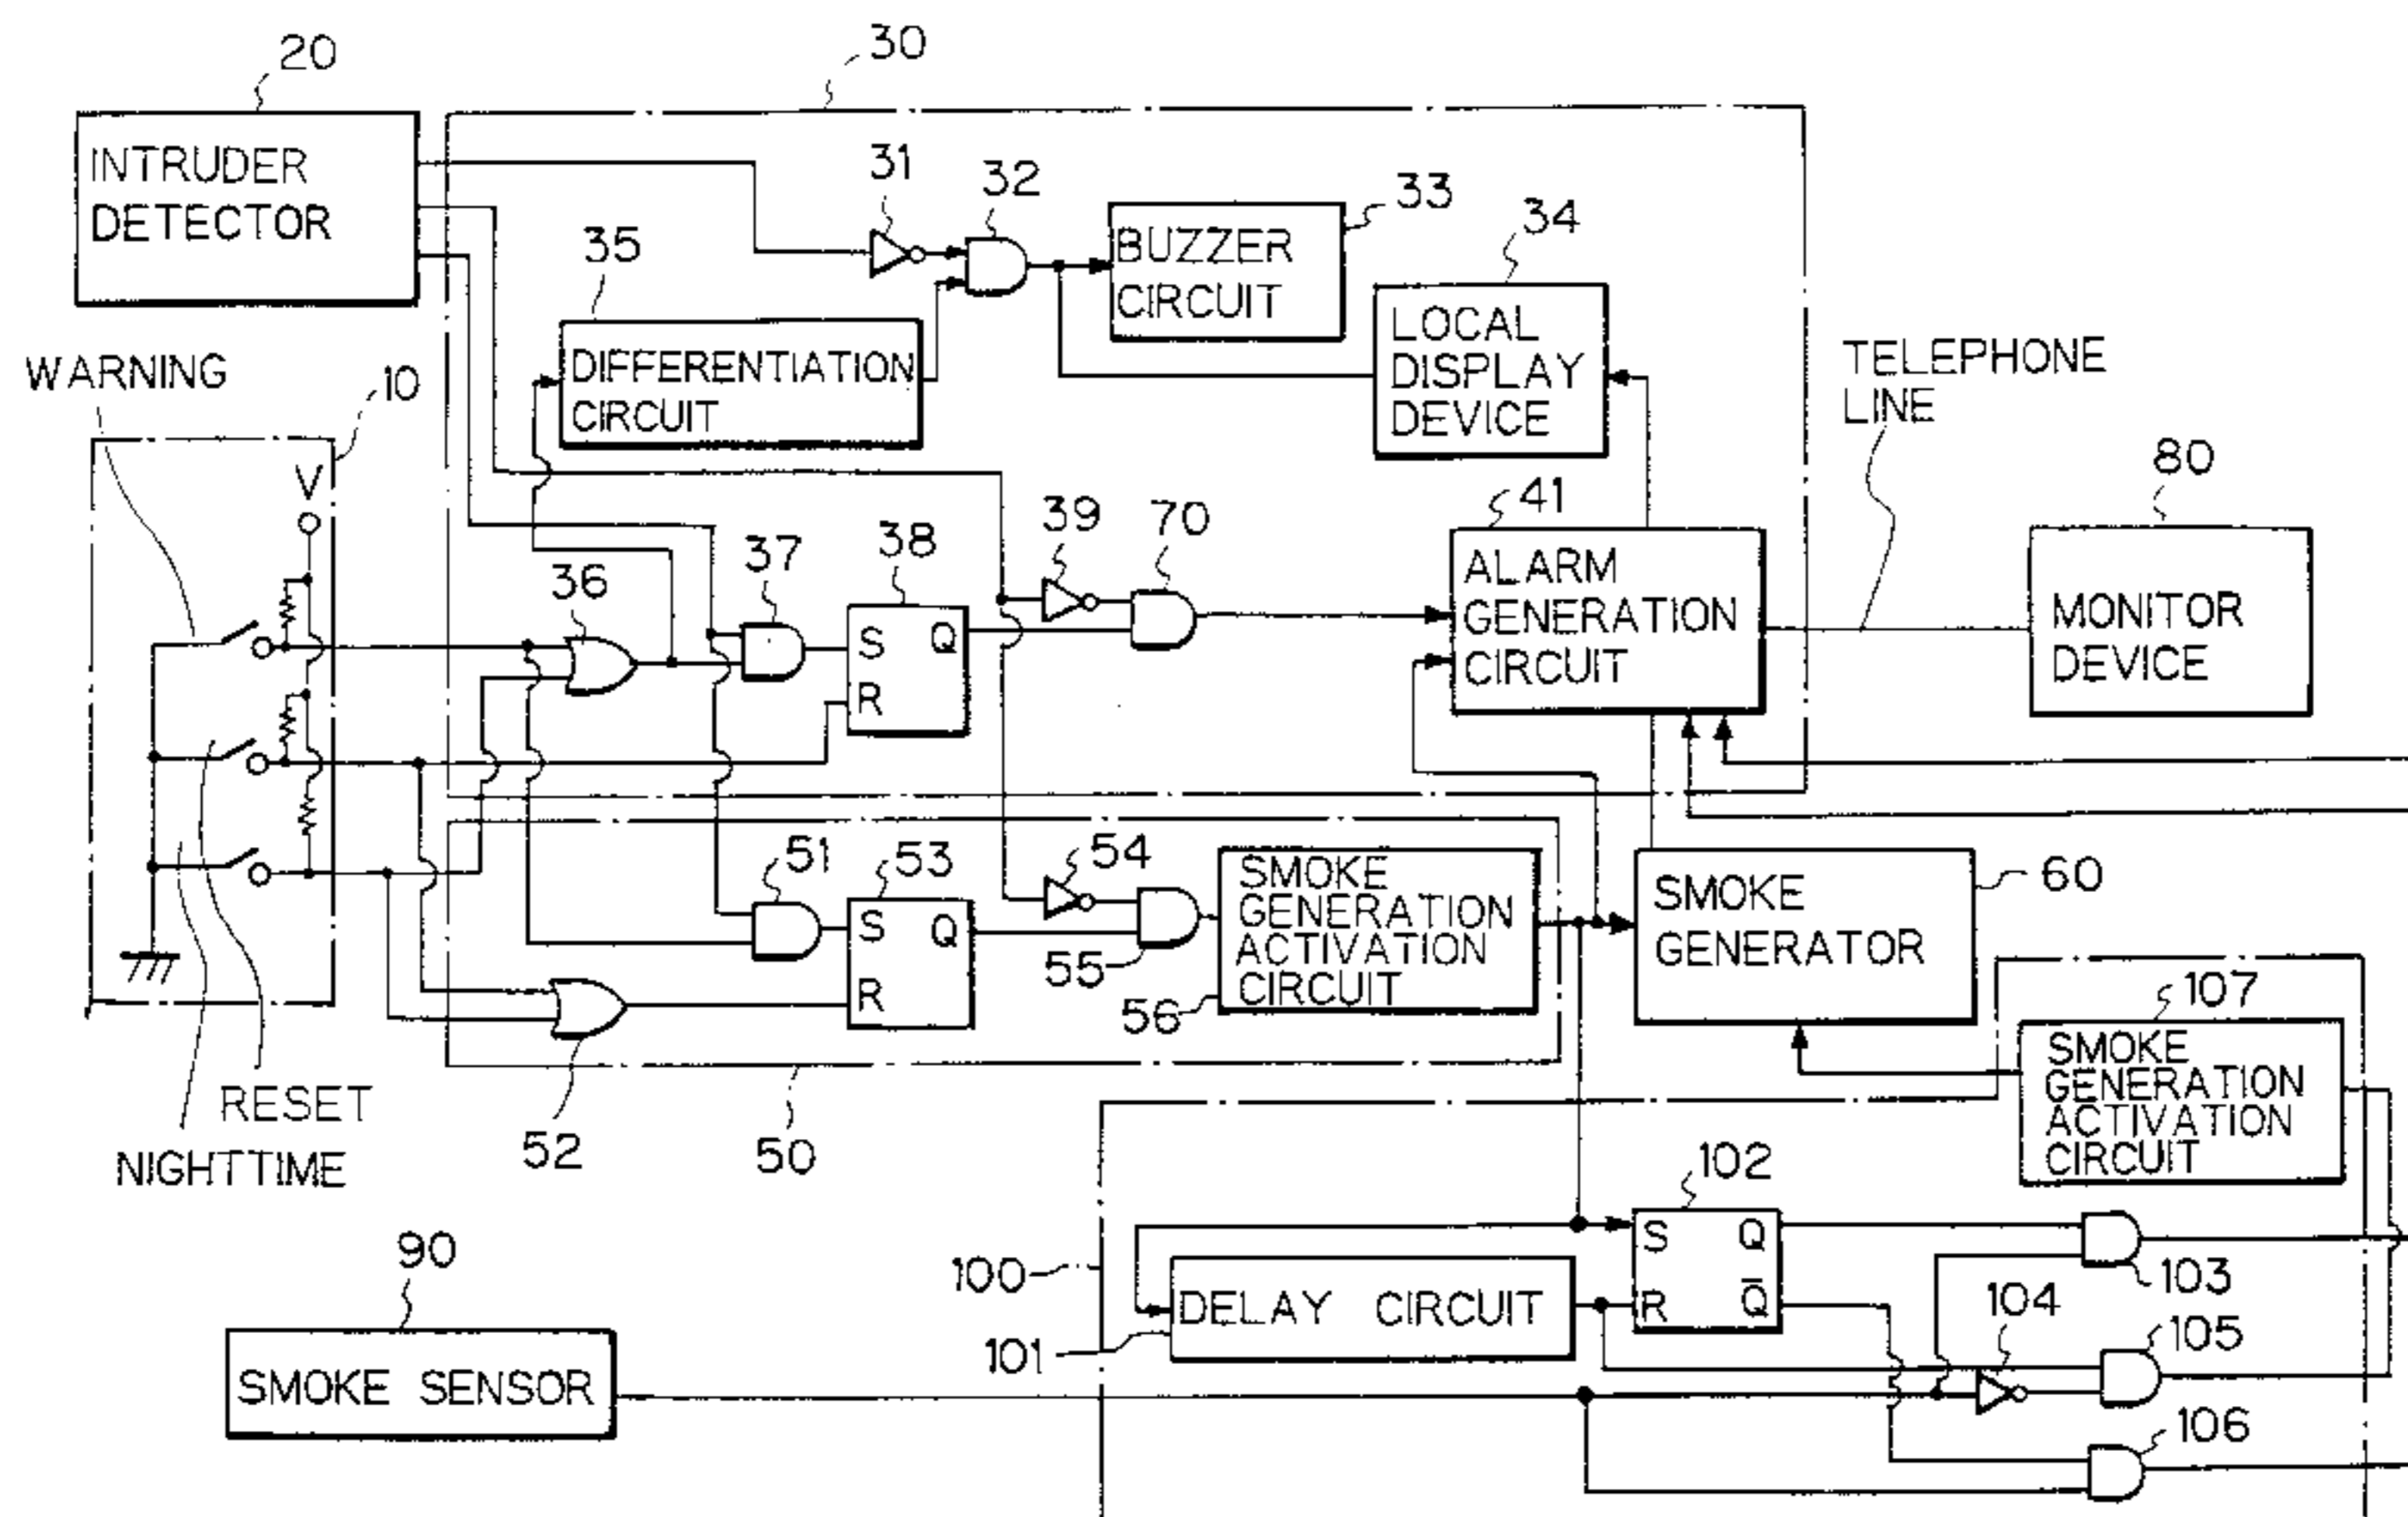 20
30
INTRUDER
DETECTOR
31
32
33
34
35
BUZZER
CIRCUIT
LOCAL
DISPLAY
DEVICE
DIFFERENTIATION
CIRCUIT
WARNING
10
TELEPHONE
LINE
V
80
41
39
70
38
37
36
ALARM
GENERATION
CIRCUIT
MONITOR
DEVICE
S
Q
R
51
53
54
SMOKE
GENERATION
ACTIVATION
CIRCUIT
60
SMOKE
GENERATOR
S
Q
R
55
56
107
SMOKE
GENERATION
ACTIVATION
CIRCUIT
RESET
NIGHTTIME
52
50
102
S
Q
R
Q̅
90
100
DELAY CIRCUIT
101
103
104
105
SMOKE SENSOR
106